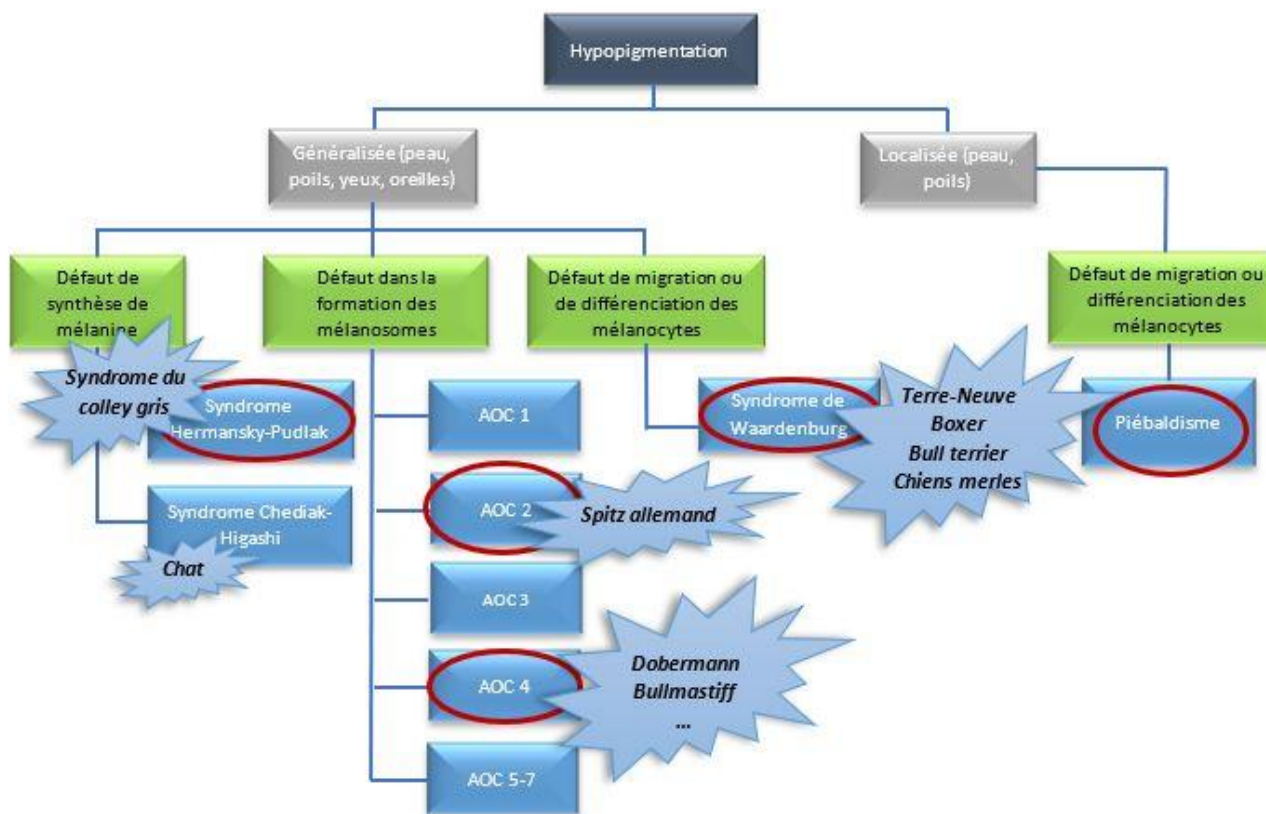 Hypopigmentation
Généralisée (peau,
poils, yeux, oreilles)
Localisée (peau,
poils)
Défaut de
synthèse de
mélanine
Défaut dans la
formation des
mélanosomes
Défaut de migration ou
de différenciation des
mélanocytes
Défaut de migration ou
différenciation des
mélanocytes
Syndrome du
colley gris
Syndrome
Hermansky-Pudlak
Syndrome Chediak-
Higashi
Chat
AOC 1
AOC 2
Spitz allemand
AOC 3
AOC 4
Dobermann
Bullmastiff
...
AOC 5-7
Syndrome de
Waardenburg
Terre-Neuve
Boxer
Bull terrier
Chiens merles
Piébaldisme